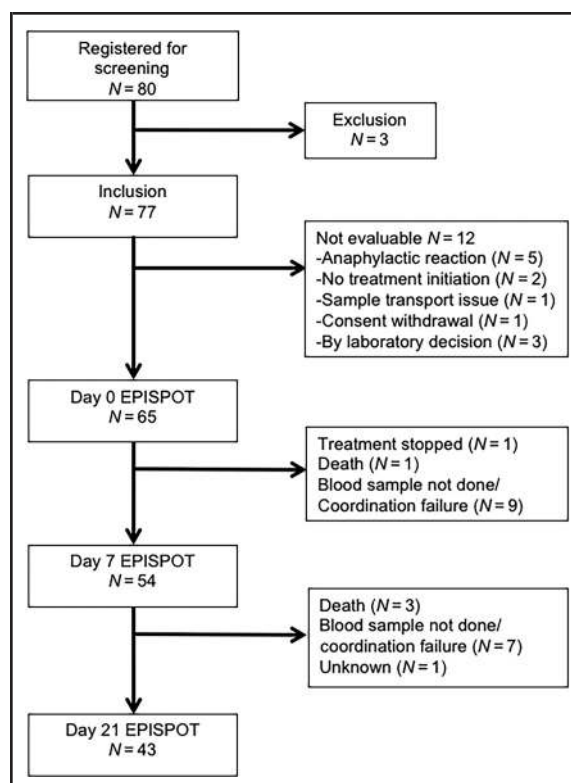 Registered for
screening
N = 80
Exclusion
N = 3
Inclusion
N = 77
Not evaluable N = 12
-Anaphylactic reaction (N = 5)
-No treatment initiation (N = 2)
-Sample transport issue (N = 1)
-Consent withdrawal (N = 1)
-By laboratory decision (N = 3)
Day 0 EPISPOT
N = 65
Treatment stopped (N = 1)
Death (N = 1)
Blood sample not done/
Coordination failure (N = 9)
Day 7 EPISPOT
N = 54
Death (N = 3)
Blood sample not done/
coordination failure (N = 7)
Unknown (N = 1)
Day 21 EPISPOT
N = 43